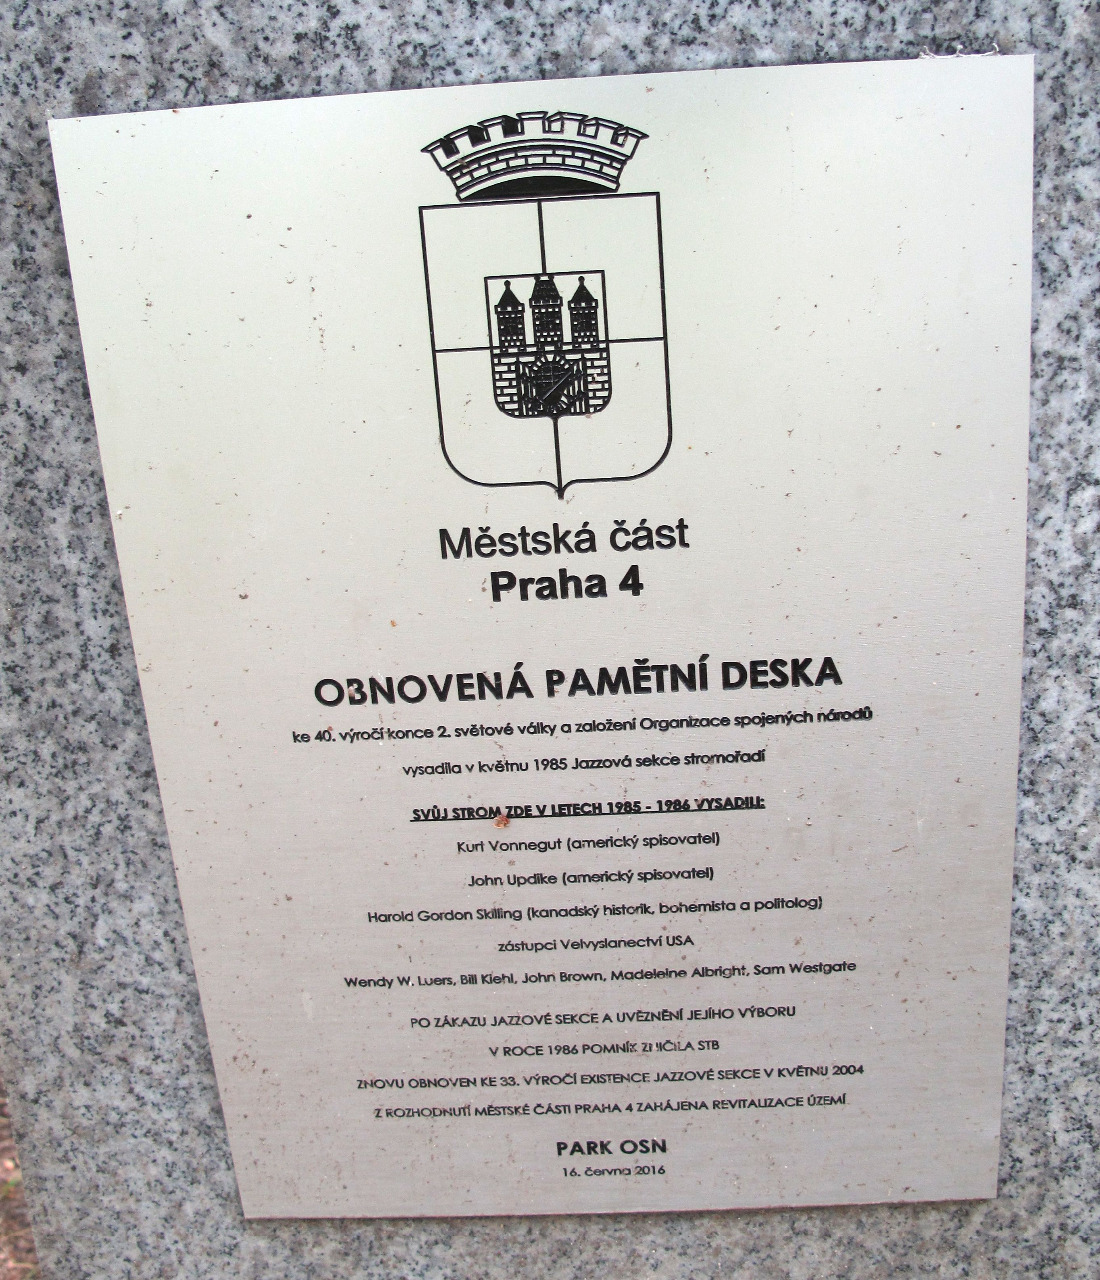 Městská část
Praha 4
OBNOVENÁ PAMĚTNÍ DESKA
ke 40. výročí konce 2. světové války a založení Organizace spojených národů
vysadila v květnu 1985 Jazzová sekce stromořadí
SVŮJ STROM ZDE V LETECH 1985 - 1986 VYSADILI:
Kurt Vonnegut (americký spisovatel)
John Updike (americký spisovatel)
Harold Gordon Skilling (kanadský historik, bohemista a politolog)
zástupci Velvyslanectví USA
Wendy W. Luers, Bill Kiehl, John Brown, Madeleine Albright, Sam Westgate
PO ZÁKAZU JAZZOVÉ SEKCE A UVĚZNĚNÍ JEJÍHO VÝBORU
V ROCE 1986 POMNÍK ZNIČILA STB
ZNOVU OBNOVEN KE 33. VÝROČÍ EXISTENCE JAZZOVÉ SEKCE V KVĚTNU 2004
Z ROZHODNUTÍ MĚSTSKÉ ČÁSTI PRAHA 4 ZAHÁJENA REVITALIZACE ÚZEMÍ
PARK OSN
16. června 2016